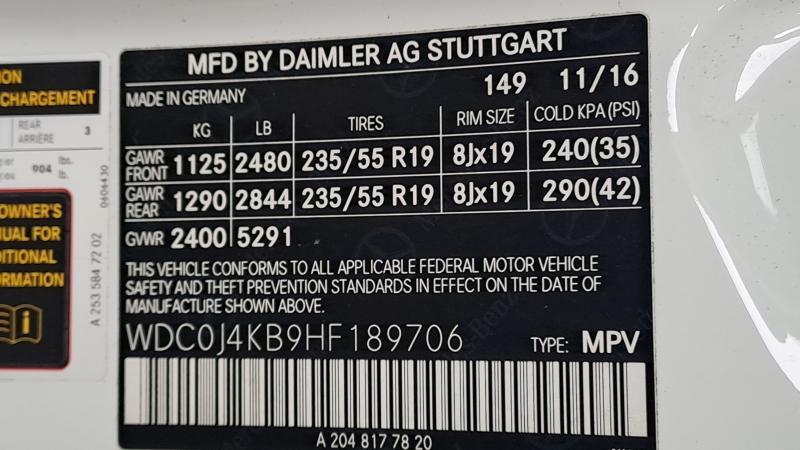 ION
CHARGEMENT
REAR
ARRIÈRE 3
904 lbs.
lb.
0606430
OWNER'S
UAL FOR
DITIONAL
ORMATION
A 253 584 72 02
MFD BY DAIMLER AG STUTTGART
MADE IN GERMANY 149 11/16
KG LB TIRES RIM SIZE COLD KPA (PSI)
GAWR FRONT 1125 2480 235/55 R19 8Jx19 240(35)
GAWR REAR 1290 2844 235/55 R19 8Jx19 290(42)
GVWR 2400 5291
THIS VEHICLE CONFORMS TO ALL APPLICABLE FEDERAL MOTOR VEHICLE
SAFETY AND THEFT PREVENTION STANDARDS IN EFFECT ON THE DATE OF
MANUFACTURE SHOWN ABOVE.
WDC0J4KB9HF189706 TYPE: MPV
A 204 817 78 20